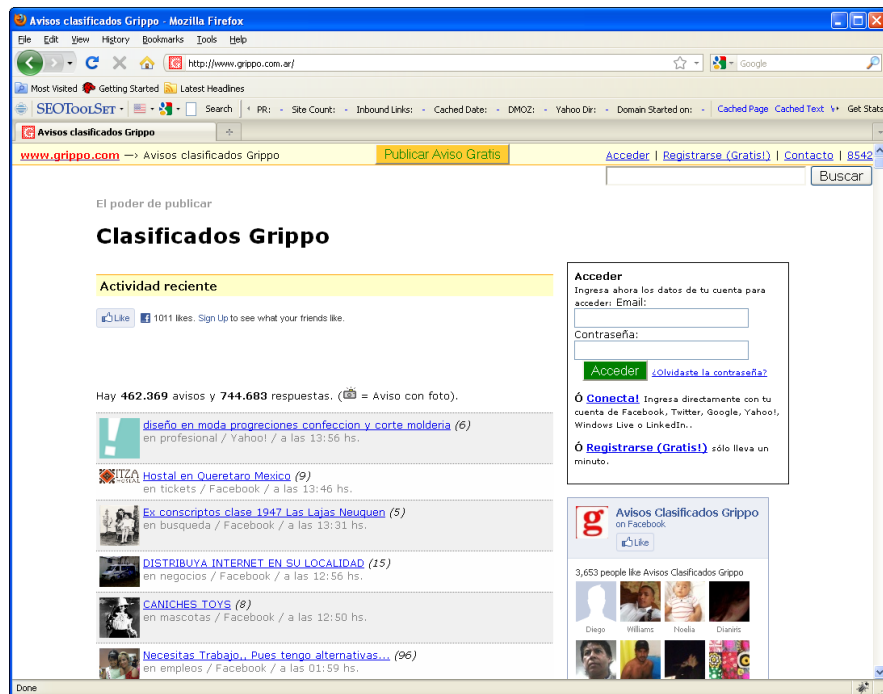 Avisos clasificados Grippo - Mozilla Firefox
File Edit View History Bookmarks Tools Help
http://www.grippo.com.ar/
Google
Most Visited Getting Started Latest Headlines
SEOToolSet - Search PR: - Site Count: - Inbound Links: - Cached Date: - DMOZ: - Yahoo Dir: - Domain Started on: - Cached Page Cached Text Get Stats
Avisos clasificados Grippo
www.grippo.com —> Avisos clasificados Grippo Publicar Aviso Gratis Acceder | Registrarse (Gratis!) | Contacto | 8542
Buscar
El poder de publicar
Clasificados Grippo
Actividad reciente
Like 1011 likes. Sign Up to see what your friends like.
Hay 462.369 avisos y 744.683 respuestas. ( = Aviso con foto).
diseño en moda progreciones confeccion y corte molderia (6)
en profesional / Yahoo! / a las 13:56 hs.
ITZA
HOSTAL
Hostal en Queretaro Mexico (9)
en tickets / Facebook / a las 13:46 hs.
Ex conscriptos clase 1947 Las Lajas Neuquen (5)
en busqueda / Facebook / a las 13:31 hs.
DISTRIBUYA INTERNET EN SU LOCALIDAD (15)
en negocios / Facebook / a las 12:56 hs.
CANICHES TOYS (8)
en mascotas / Facebook / a las 12:50 hs.
Necesitas Trabajo,, Pues tengo alternativas... (96)
en empleos / Facebook / a las 01:59 hs.
Acceder
Ingresa ahora los datos de tu cuenta para
acceder: Email:
Contraseña:
Acceder ¿Olvidaste la contraseña?
Ó Conecta! Ingresa directamente con tu
cuenta de Facebook, Twitter, Google, Yahoo!,
Windows Live o LinkedIn..
Ó Registrarse (Gratis!) sólo lleva un
minuto.
g
Avisos Clasificados Grippo
on Facebook
Like
3,653 people like Avisos Clasificados Grippo
Diego Williams Noelia Dianiris
Done